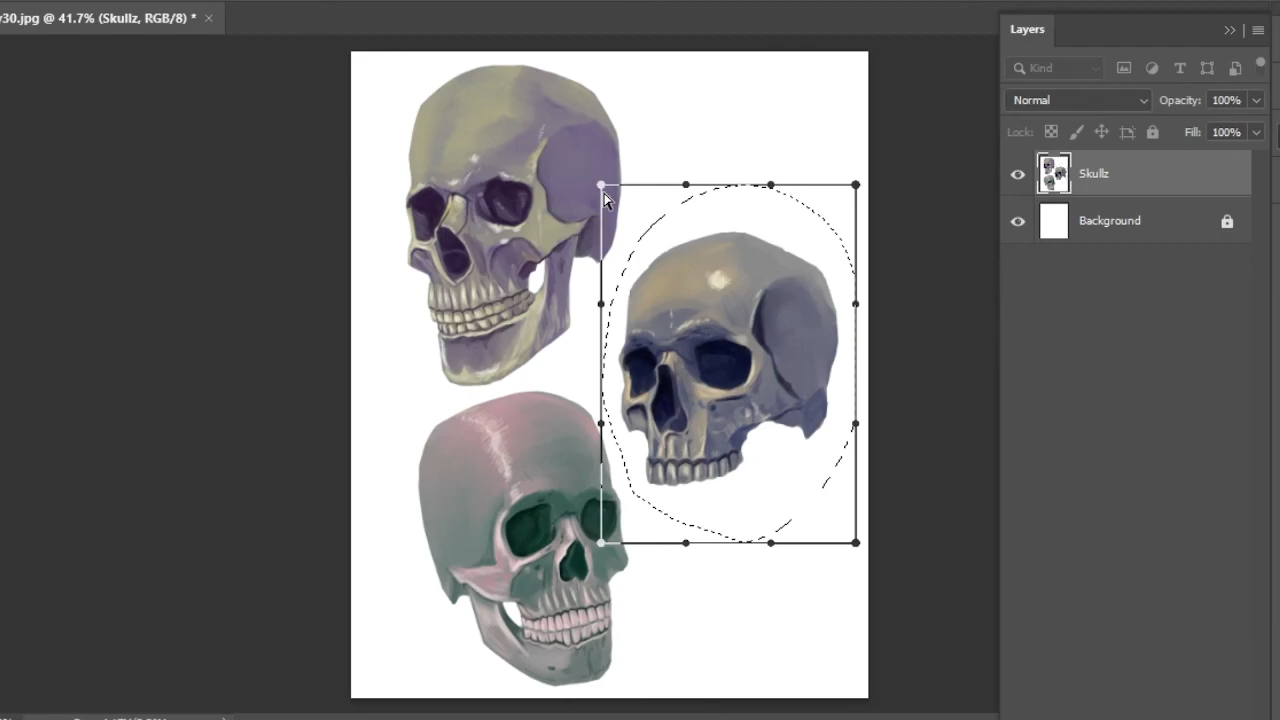 y30.jpg @ 41.7% (Skullz, RGB/8) *
Layers
Kind
Normal
Opacity: 100%
Lock:
Fill: 100%
Skullz
Background